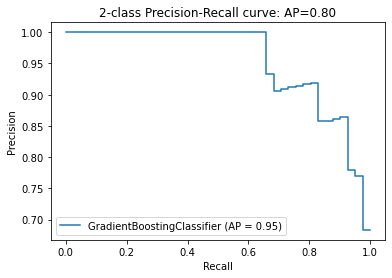 2-class Precision-Recall curve: AP=0.80
1.00
0.95
0.90
0.85
0.80
0.75
0.70
Precision
GradientBoostingClassifier (AP = 0.95)
0.0 0.2 0.4 0.6 0.8 1.0
Recall